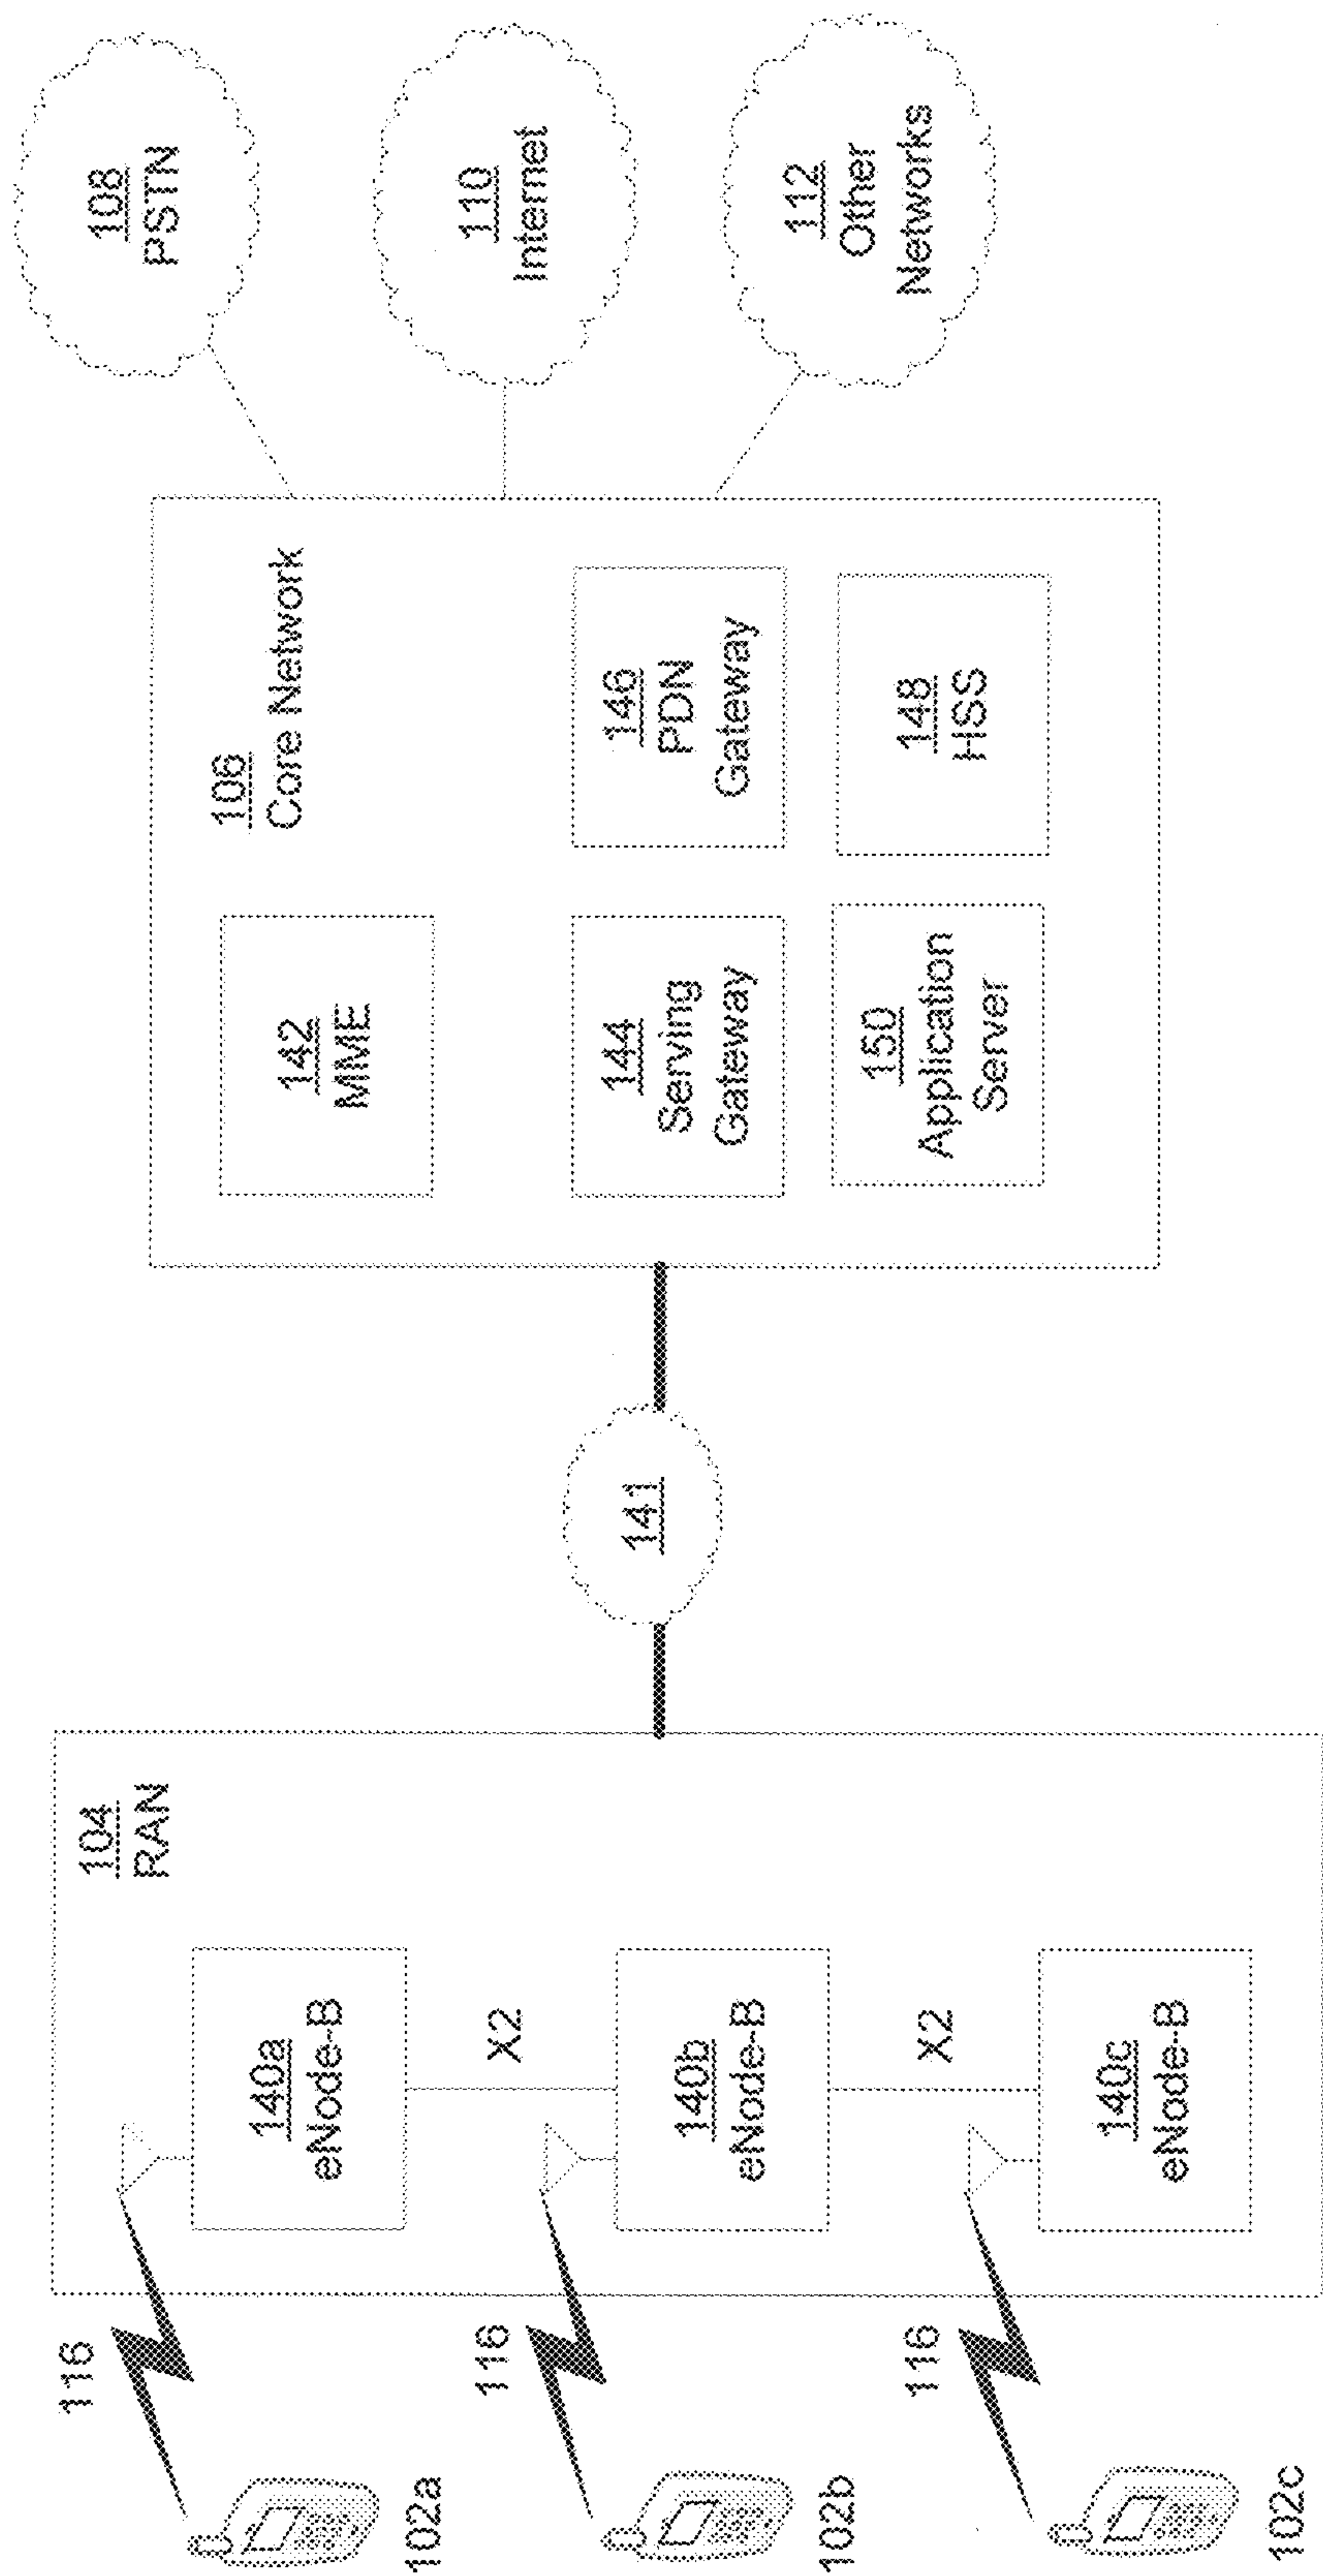 116
102a
116
102b
116
102c
104
RAN
140a
eNode-B
X2
140b
eNode-B
X2
140c
eNode-B
141
106
Core Network
142
MME
144
Serving
Gateway
146
PDN
Gateway
150
Application
Server
148
HSS
108
PSTN
110
Internet
112
Other
Networks